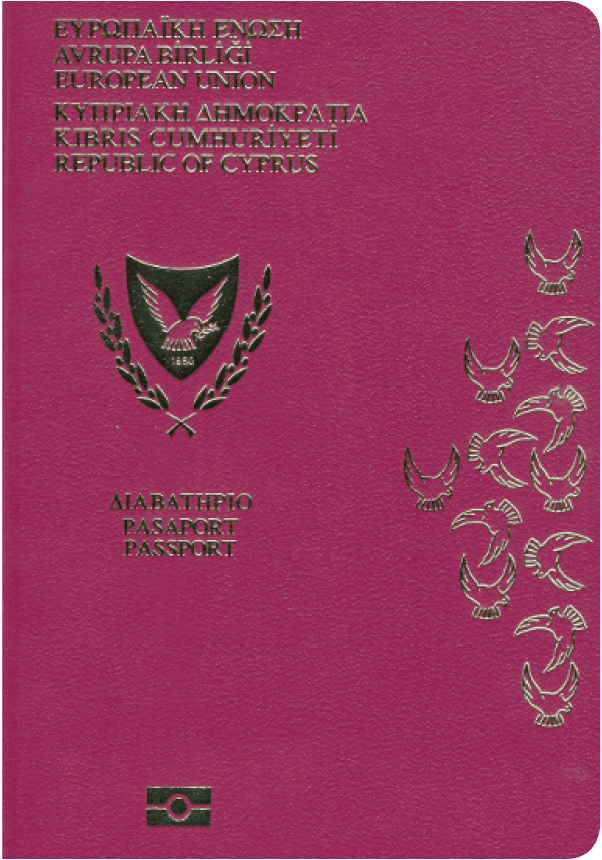 ΕΥΡΩΠΑΪΚΗ ΕΝΩΣΗ
AVRUPA BİRLİĞİ
EUROPEAN UNION
ΚΥΠΡΙΑΚΗ ΔΗΜΟΚΡΑΤΙΑ
KIBRIS CUMHURİYETİ
REPUBLIC OF CYPRUS
1960
ΔΙΑΒΑΤΗΡΙΟ
PASAPORT
PASSPORT